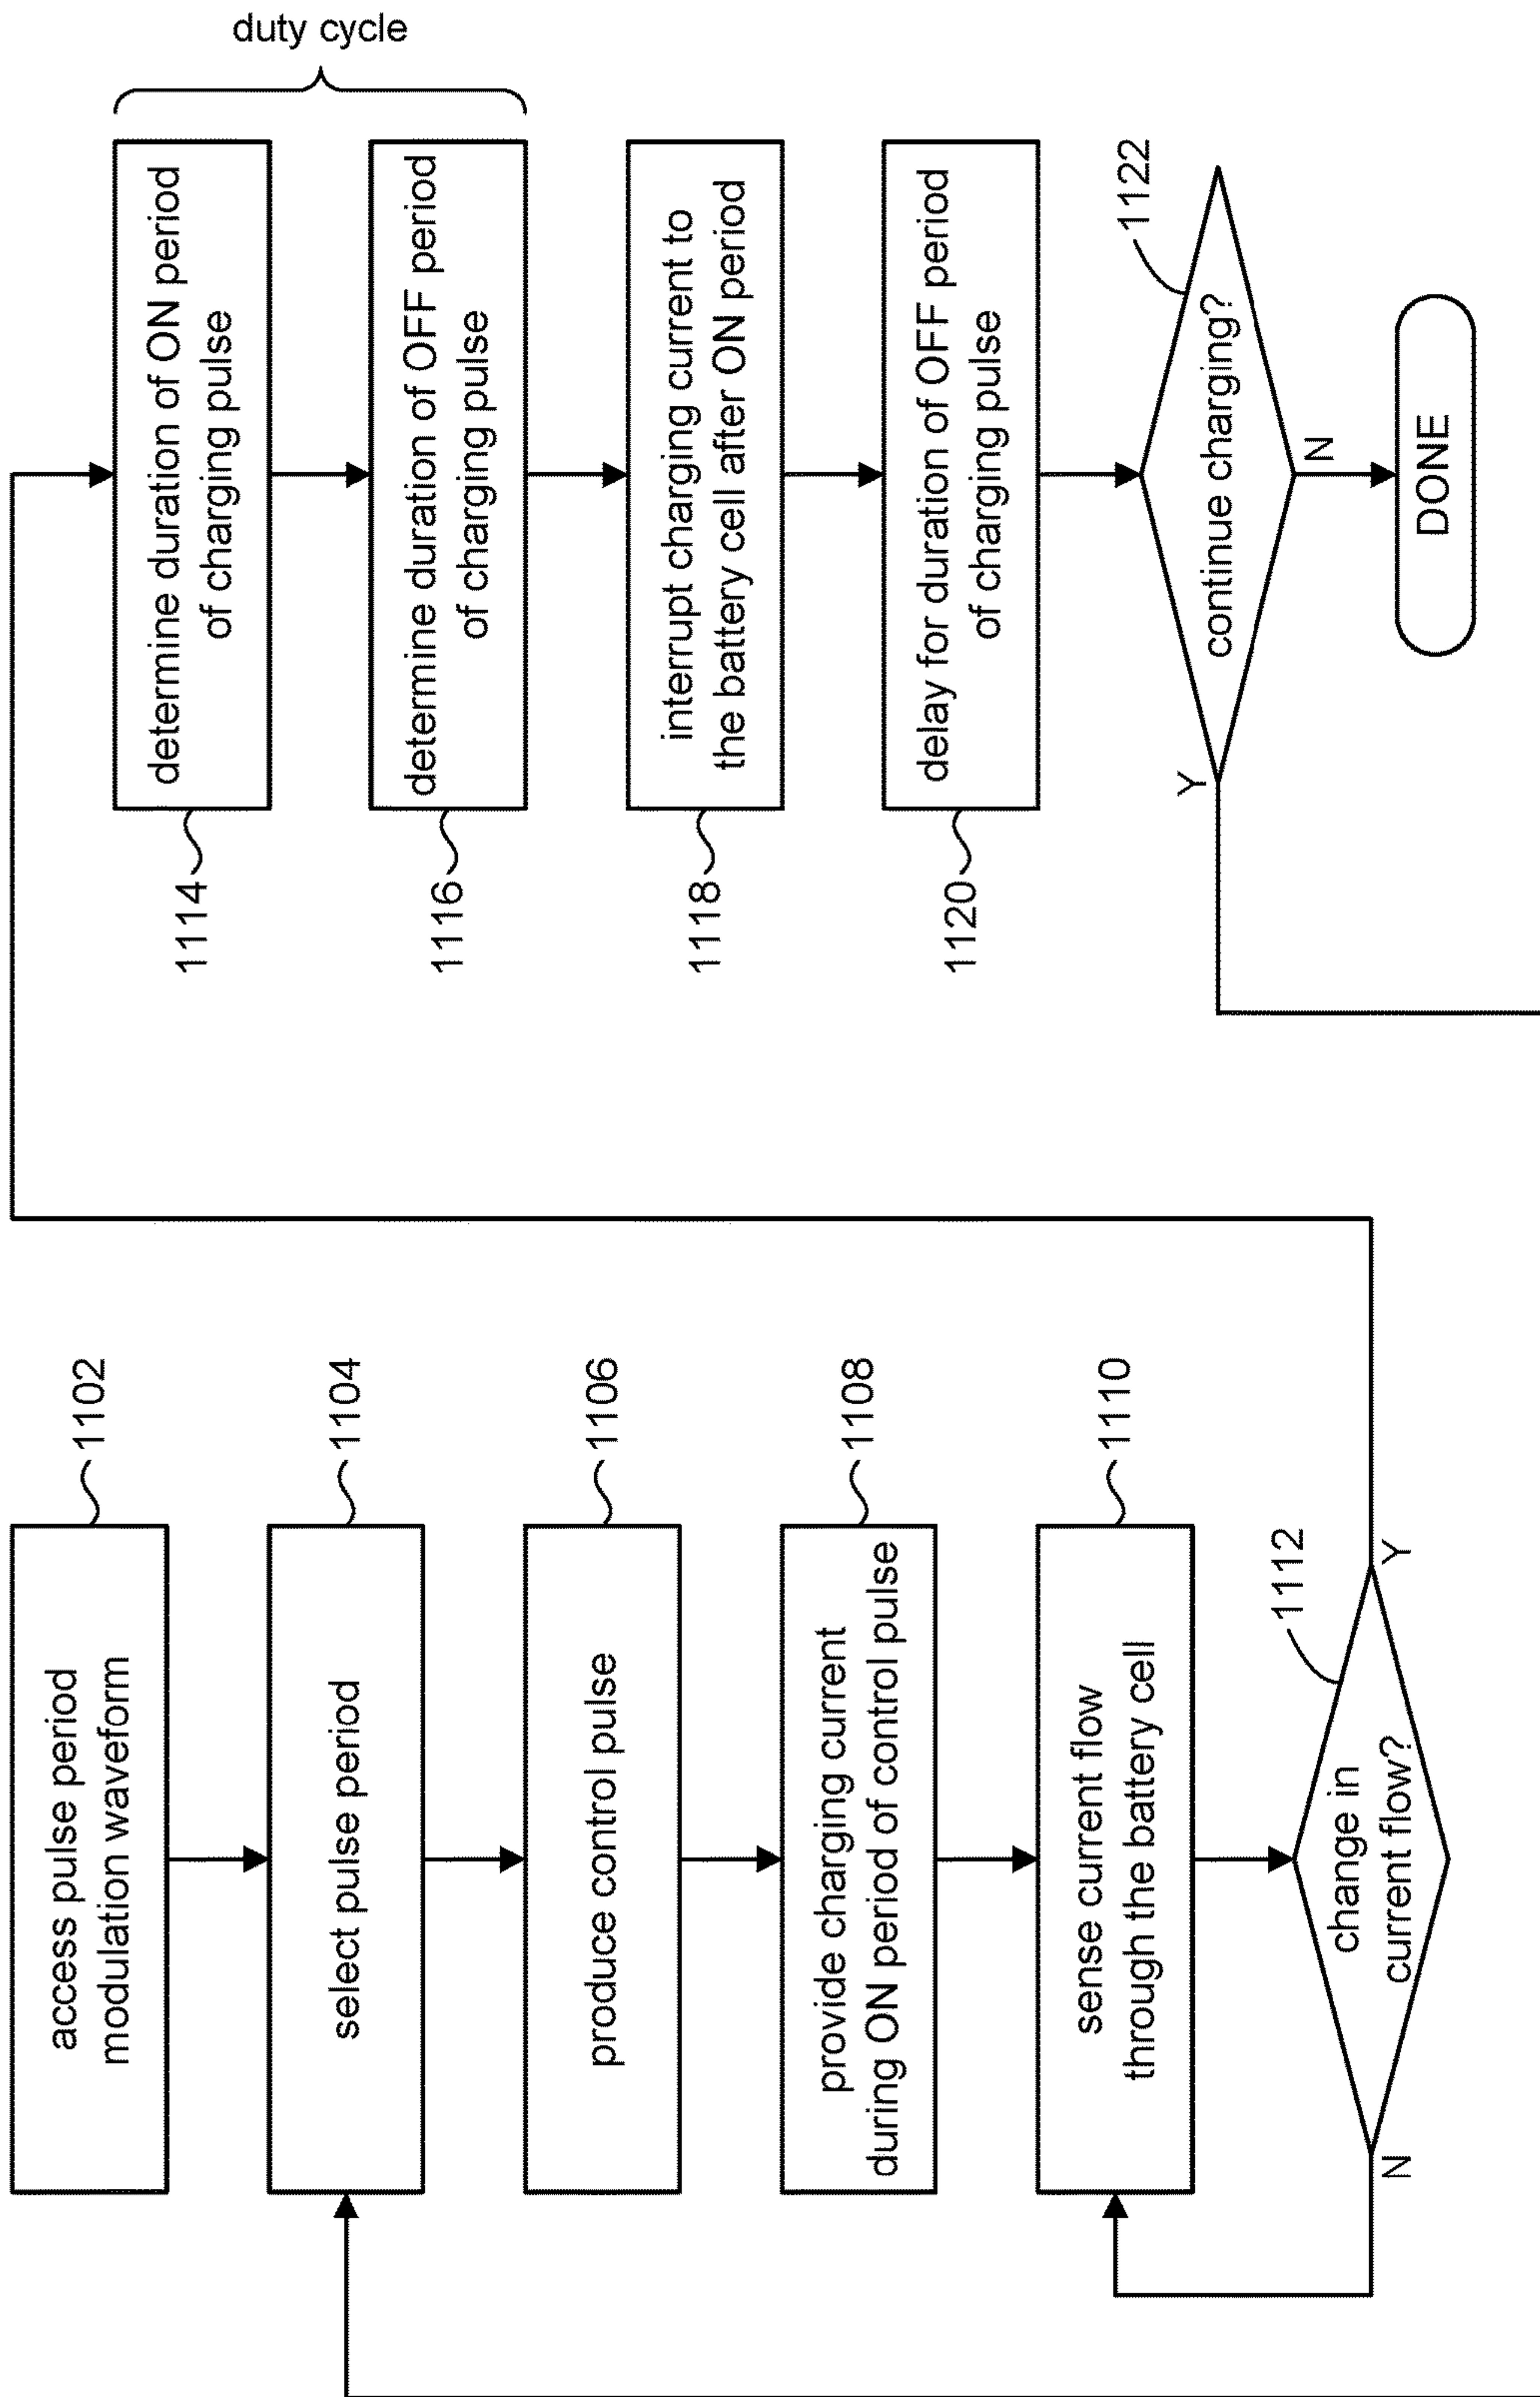 access pulse period
modulation waveform
1102
select pulse period
1104
produce control pulse
1106
provide charging current
during ON period of control pulse
1108
sense current flow
through the battery cell
1110
change in
current flow?
1112
N
Y
duty cycle
determine duration of ON period
of charging pulse
1114
determine duration of OFF period
of charging pulse
1116
interrupt charging current to
the battery cell after ON period
1118
delay for duration of OFF period
of charging pulse
1120
continue charging?
1122
Y
N
DONE